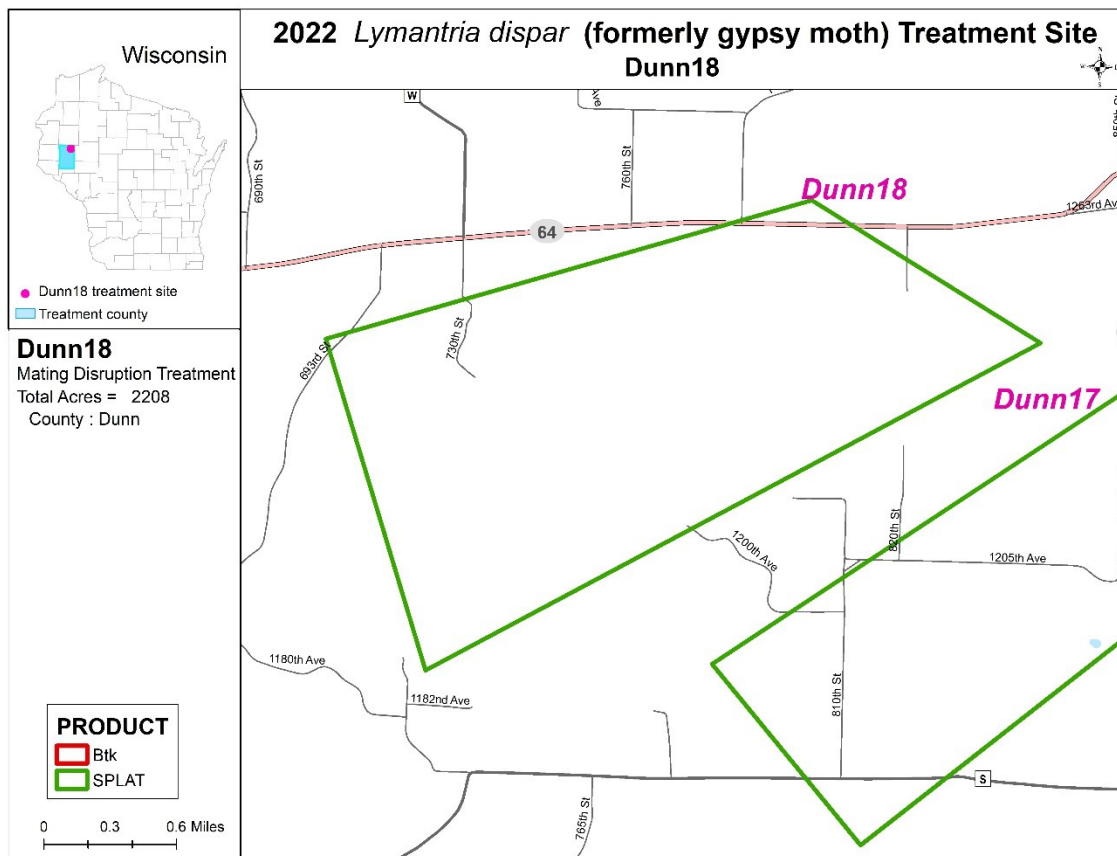 2022 Lymantria dispar (formerly gypsy moth) Treatment Site
Dunn18
N
W
S
Wisconsin
Dunn18 treatment site
Treatment county
Dunn18
Mating Disruption Treatment
Total Acres = 2208
County : Dunn
PRODUCT
Btk
SPLAT
0 0.3 0.6 Miles
W
Ave
690th St
760th St
850th St
Dunn18
1263rd Ave
64
693rd St
730th St
Dunn17
820th St
1200th Ave
1205th Ave
1180th Ave
1182nd Ave
810th St
765th St
S